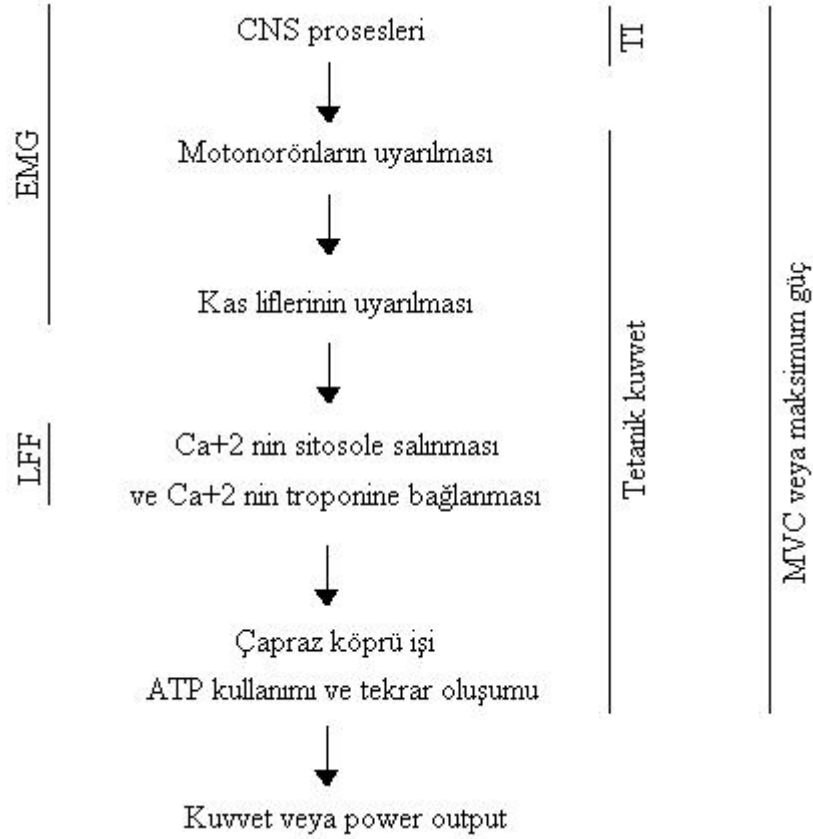 CNS prosesleri
TI
EMG
Motonorönların uyarılması
Kas liflerinin uyarılması
LFF
Ca+2 nin sitosole salınması
ve Ca+2 nin troponine bağlanması
Tetanik kuvvet
MVC veya maksimum güç
Çapraz köprü işi
ATP kullanımı ve tekrar oluşumu
Kuvvet veya power output